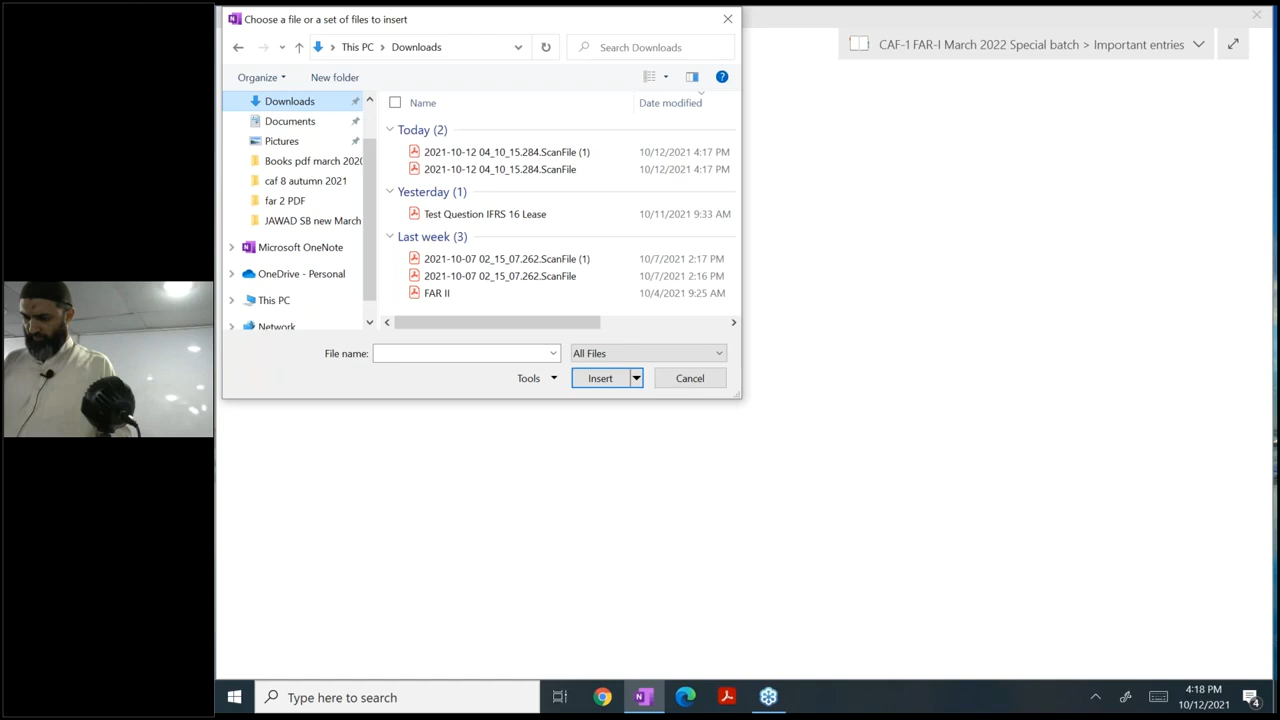 Choose a file or a set of files to insert
This PC > Downloads
Search Downloads
CAF-1 FAR-I March 2022 Special batch > Important entries
Organize
New folder
Downloads
Documents
Pictures
Books pdf march 2020
caf 8 autumn 2021
far 2 PDF
JAWAD SB new March
Microsoft OneNote
OneDrive - Personal
This PC
Network
Name
Date modified
Today (2)
2021-10-12 04_10_15.284.ScanFile (1) 10/12/2021 4:17 PM
2021-10-12 04_10_15.284.ScanFile 10/12/2021 4:17 PM
Yesterday (1)
Test Question IFRS 16 Lease 10/11/2021 9:33 AM
Last week (3)
2021-10-07 02_15_07.262.ScanFile (1) 10/7/2021 2:17 PM
2021-10-07 02_15_07.262.ScanFile 10/7/2021 2:16 PM
FAR II 10/4/2021 9:25 AM
File name:
All Files
Tools
Insert
Cancel
Type here to search
4:18 PM
10/12/2021
4